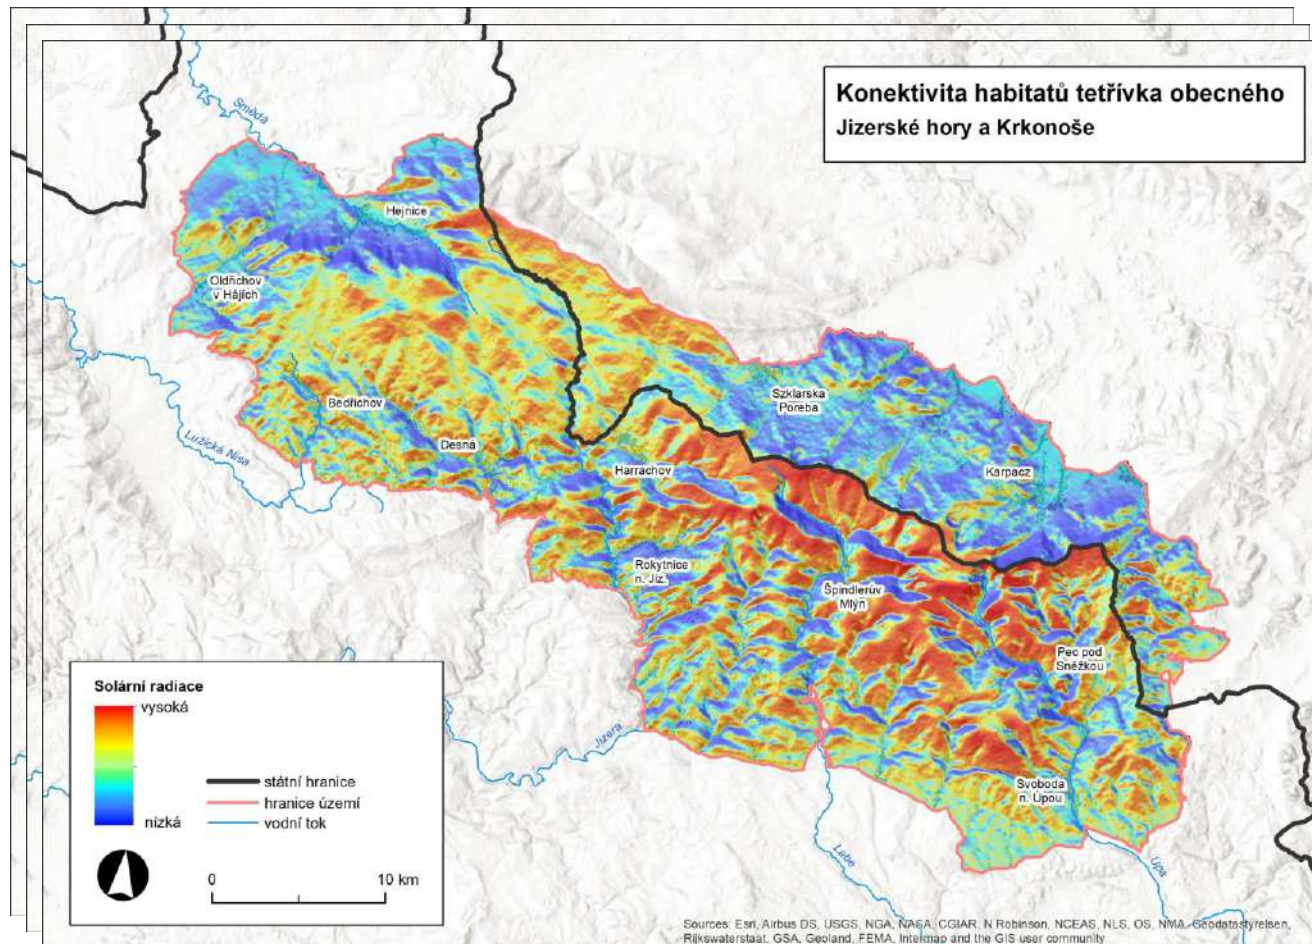 Konektivita habitatů tetřívka obecného
Jizerské hory a Krkonoše
Směda
Hejnice
Oldřichov
v Hájích
Bedřichov
Lužická Nisa
Desná
Szklarska
Poreba
Harrachov
Karpacz
Rokytnice
n. Jiz.
Špindlerův
Mlýn
Pec pod
Sněžkou
Jizera
Svoboda
n. Úpou
Labe
Úpa
Solární radiace
vysoká
nízká
státní hranice
hranice území
vodní tok
0 10 km
Sources: Esri, Airbus DS, USGS, NGA, NASA, CGIAR, N Robinson, NCEAS, NLS, OS, NMA, Geodatastyrelsen,
Rijkswaterstaat, GSA, Geoland, FEMA, Intermap and the GIS user community